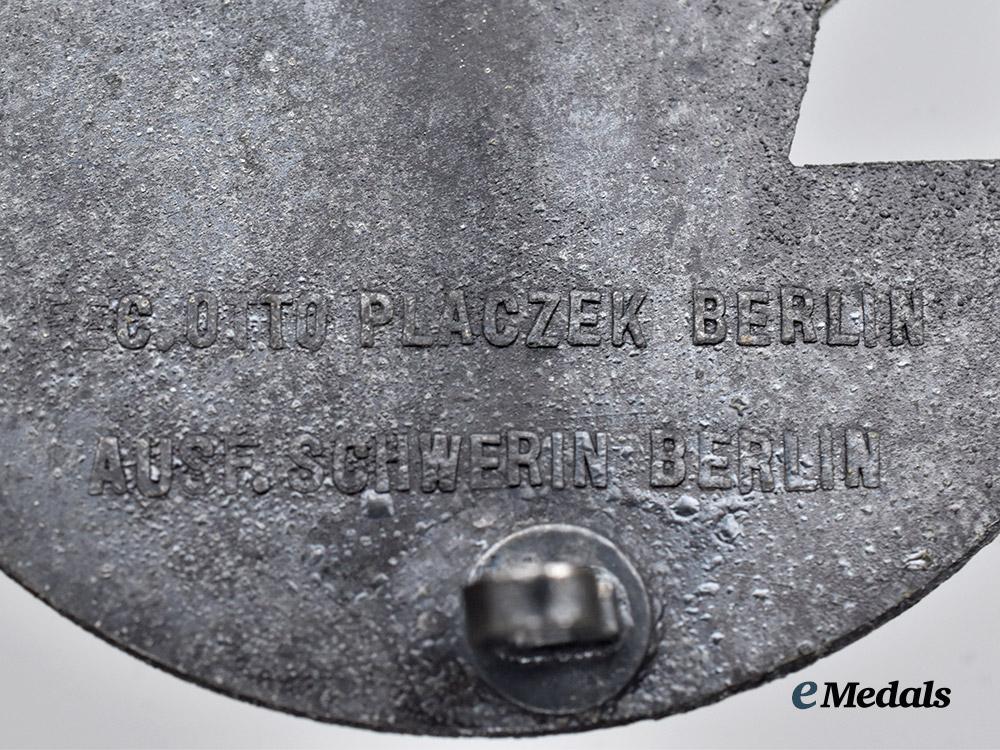 FEC. OTTO PLACZEK BERLIN
AUSF. SCHWERIN BERLIN
eMedals